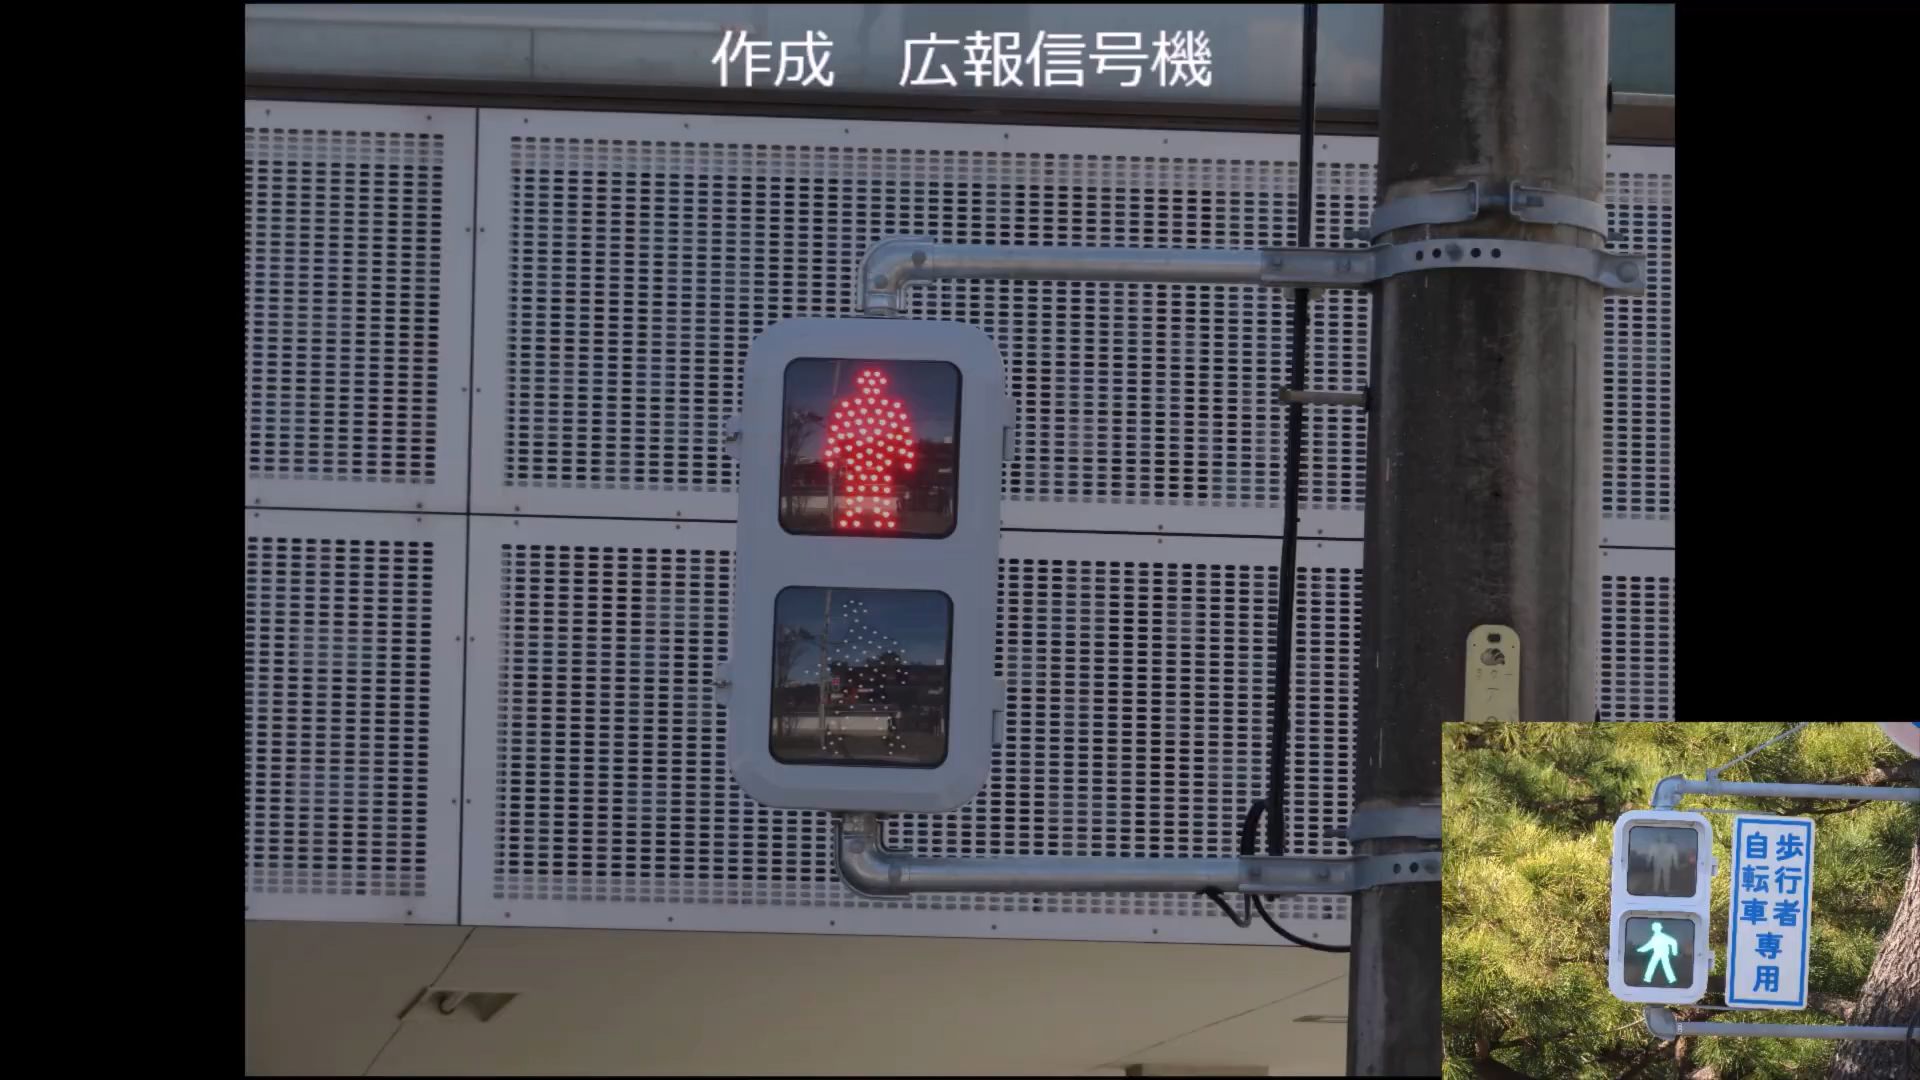 作成　広報信号機
歩行者
自転車
専用